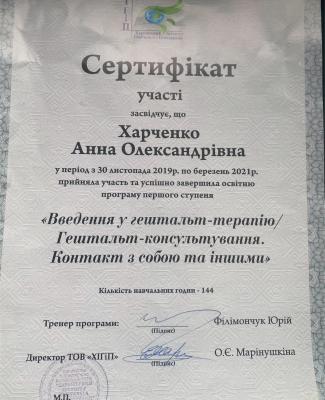 Сертифікат
участі
засвідчує, що
Харченко
Анна Олександрівна
у період з 30 листопада 2019р. по березень 2021р.
прийняла участь та успішно завершила освітню
програму першого ступеня
«Введення у гештальт-терапію/
Гештальт-консультування.
Контакт з собою та іншими»
Кількість навчальних годин - 144
Тренер програми: Філімончук Юрій
(Підпис)
Директор ТОВ «ХІГіП» О.Є. Марінушкіна
(Підпис)
М.П.